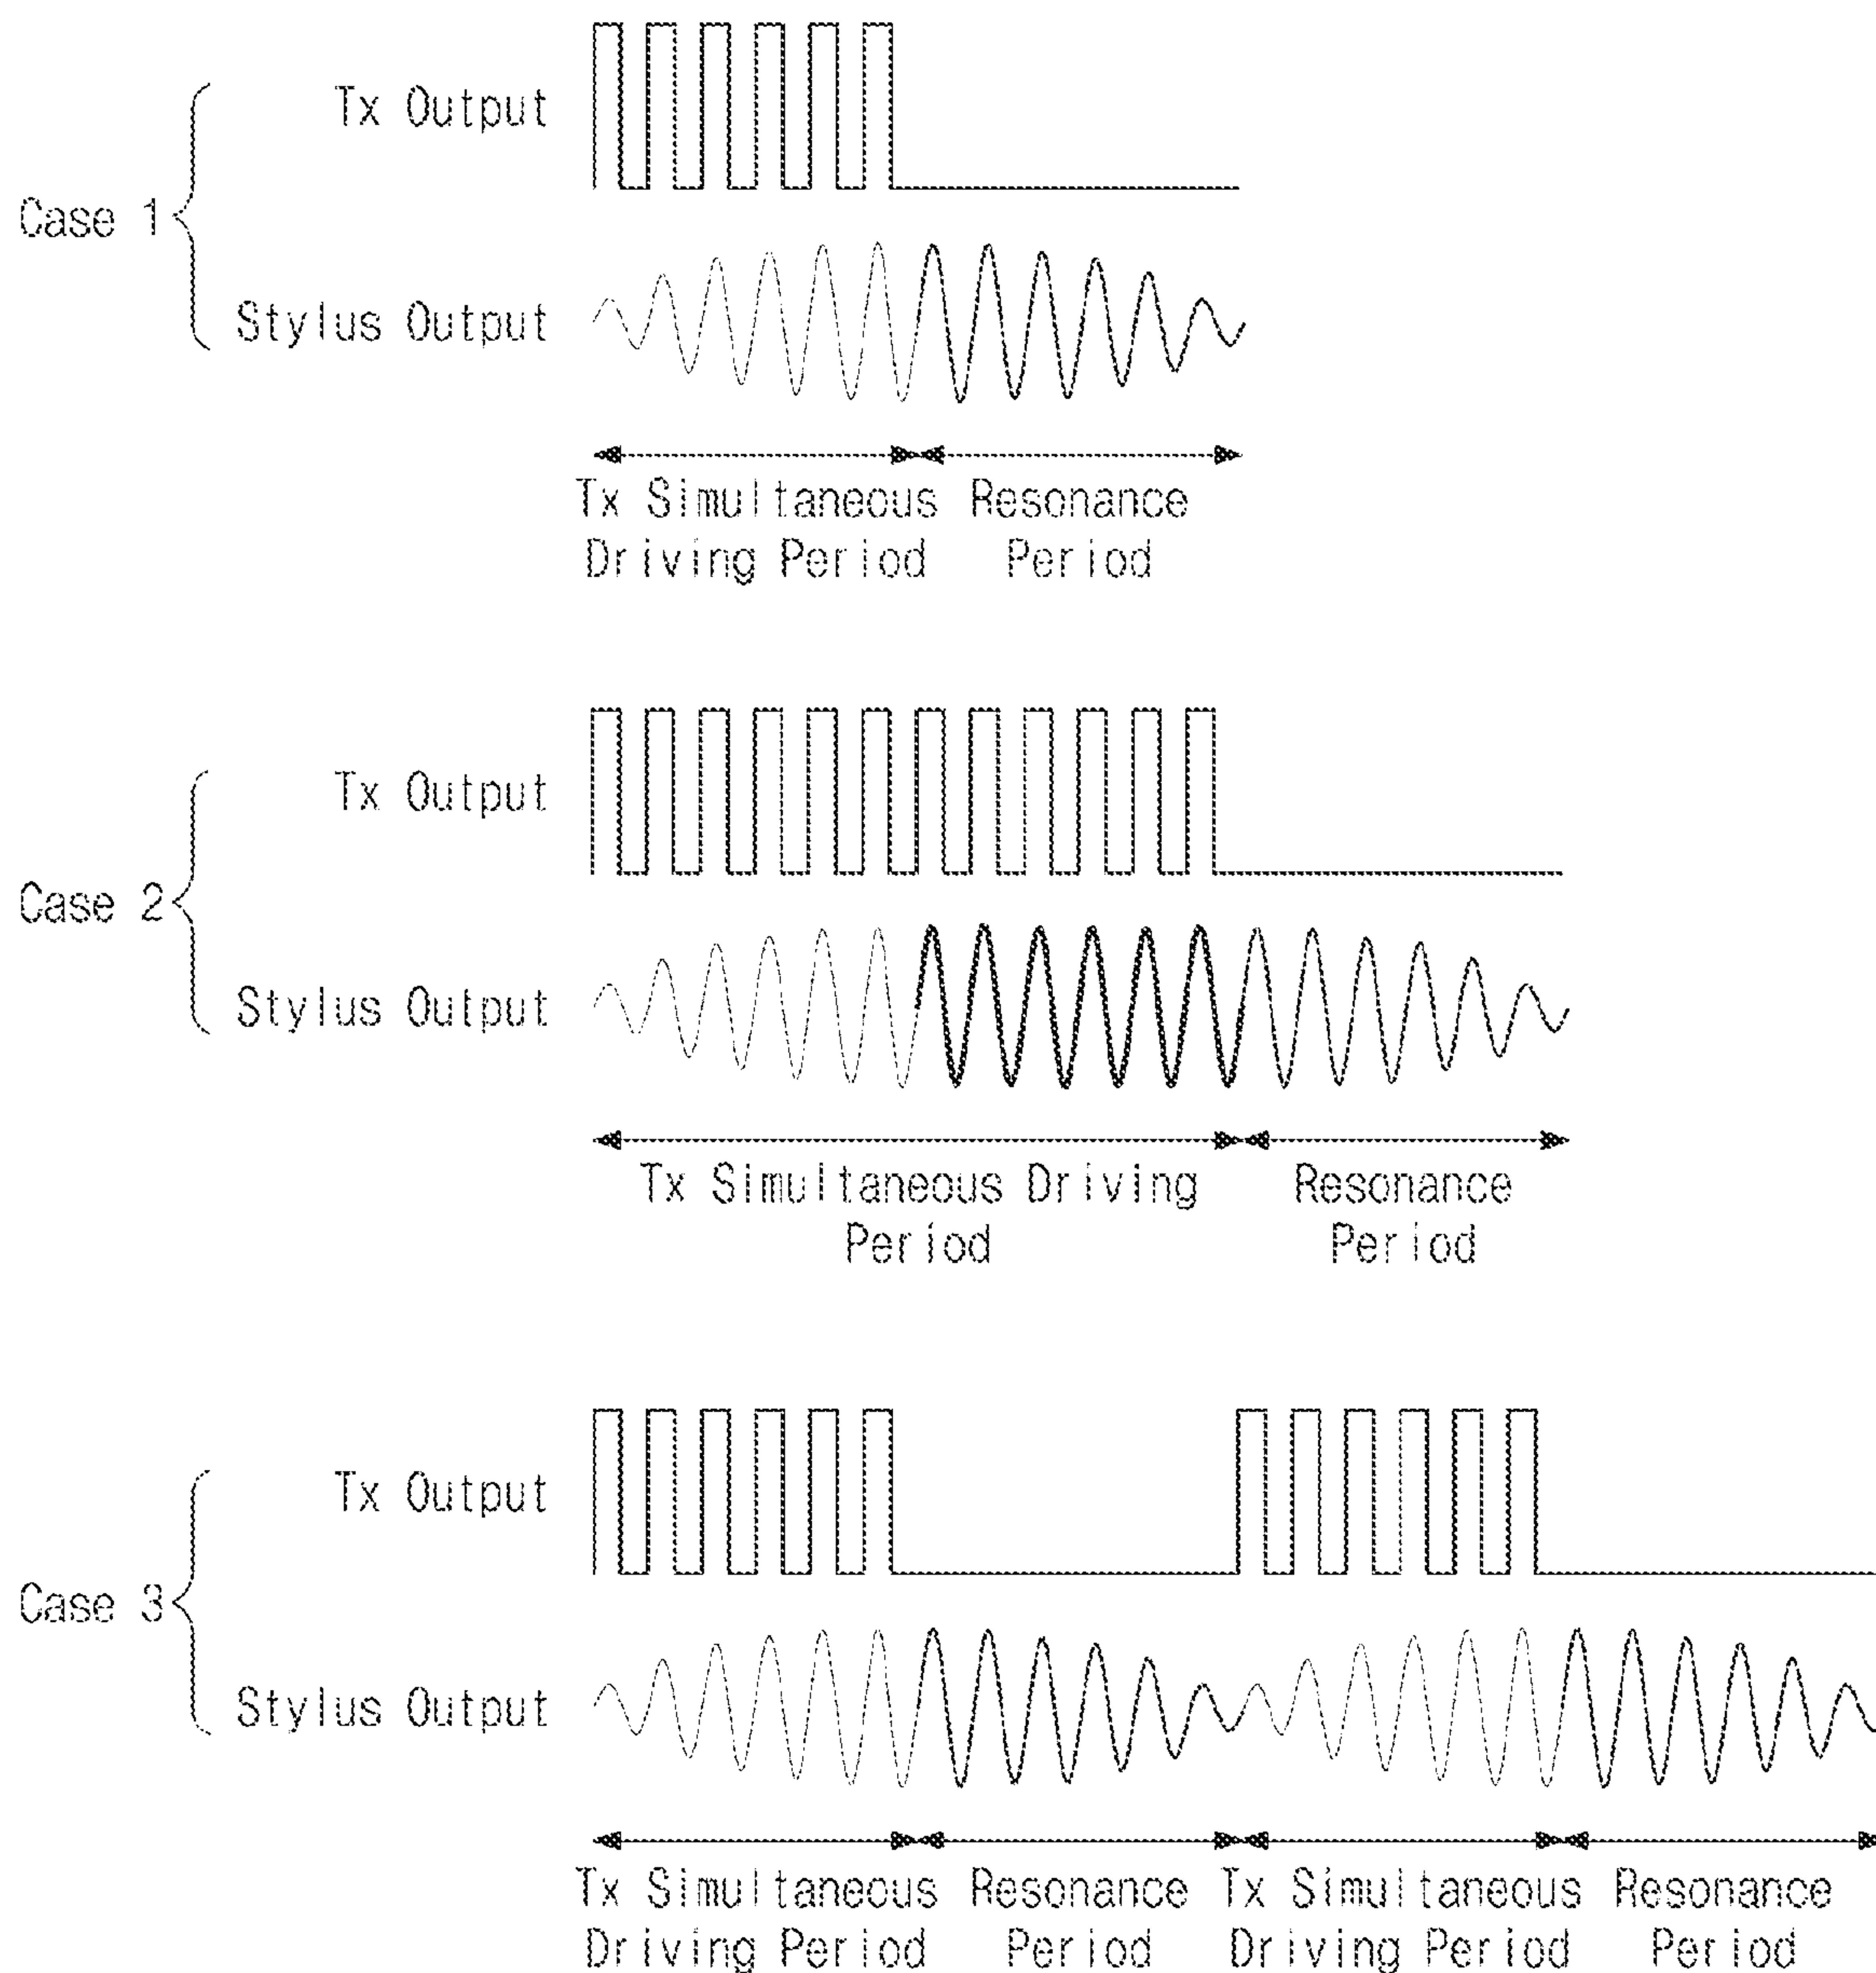 Case 1
Tx Output
Stylus Output
Tx Simultaneous
Driving Period
Resonance
Period
Case 2
Tx Output
Stylus Output
Tx Simultaneous Driving
Period
Resonance
Period
Case 3
Tx Output
Stylus Output
Tx Simultaneous
Driving Period
Resonance
Period
Tx Simultaneous
Driving Period
Resonance
Period